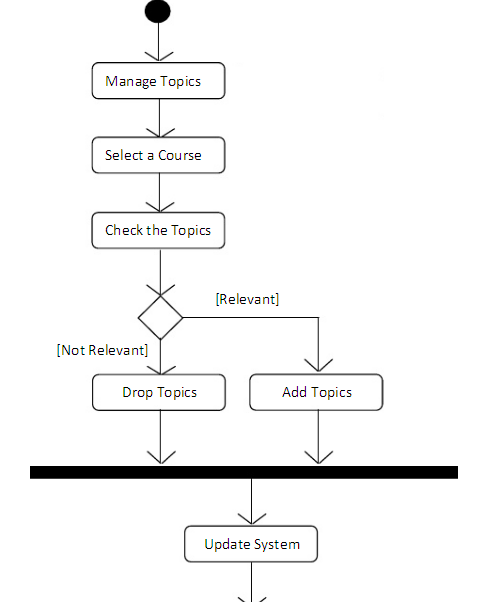 Manage Topics
Select a Course
Check the Topics
[Relevant]
[Not Relevant]
Drop Topics
Add Topics
Update System